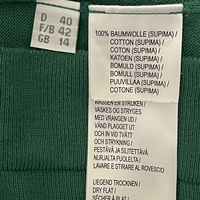 D 40
F/B 42
GB 14
100% BAUMWOLLE (SUPIMA) /
COTTON (SUPIMA) /
COTON (SUPIMA) /
KATOEN (SUPIMA) /
BOMULD (SUPIMA) /
BOMULL (SUPIMA) /
PUUVILLAA (SUPIMA) /
COTONE (SUPIMA) /
WASSEN EN STRIJKEN /
VASKES OG STRYGES
MED VRANGEN UD /
VÄND PLAGGET UT
OCH IN VID TVÄTT
OCH STRYKNING /
PESTÄVÄ JA SILITETTÄVÄ
NURJALTA PUOLELTA /
LAVARE E STIRARE AL ROVESCIO
LIEGEND TROCKNEN /
DRY FLAT /
SÉCHER À PLAT /